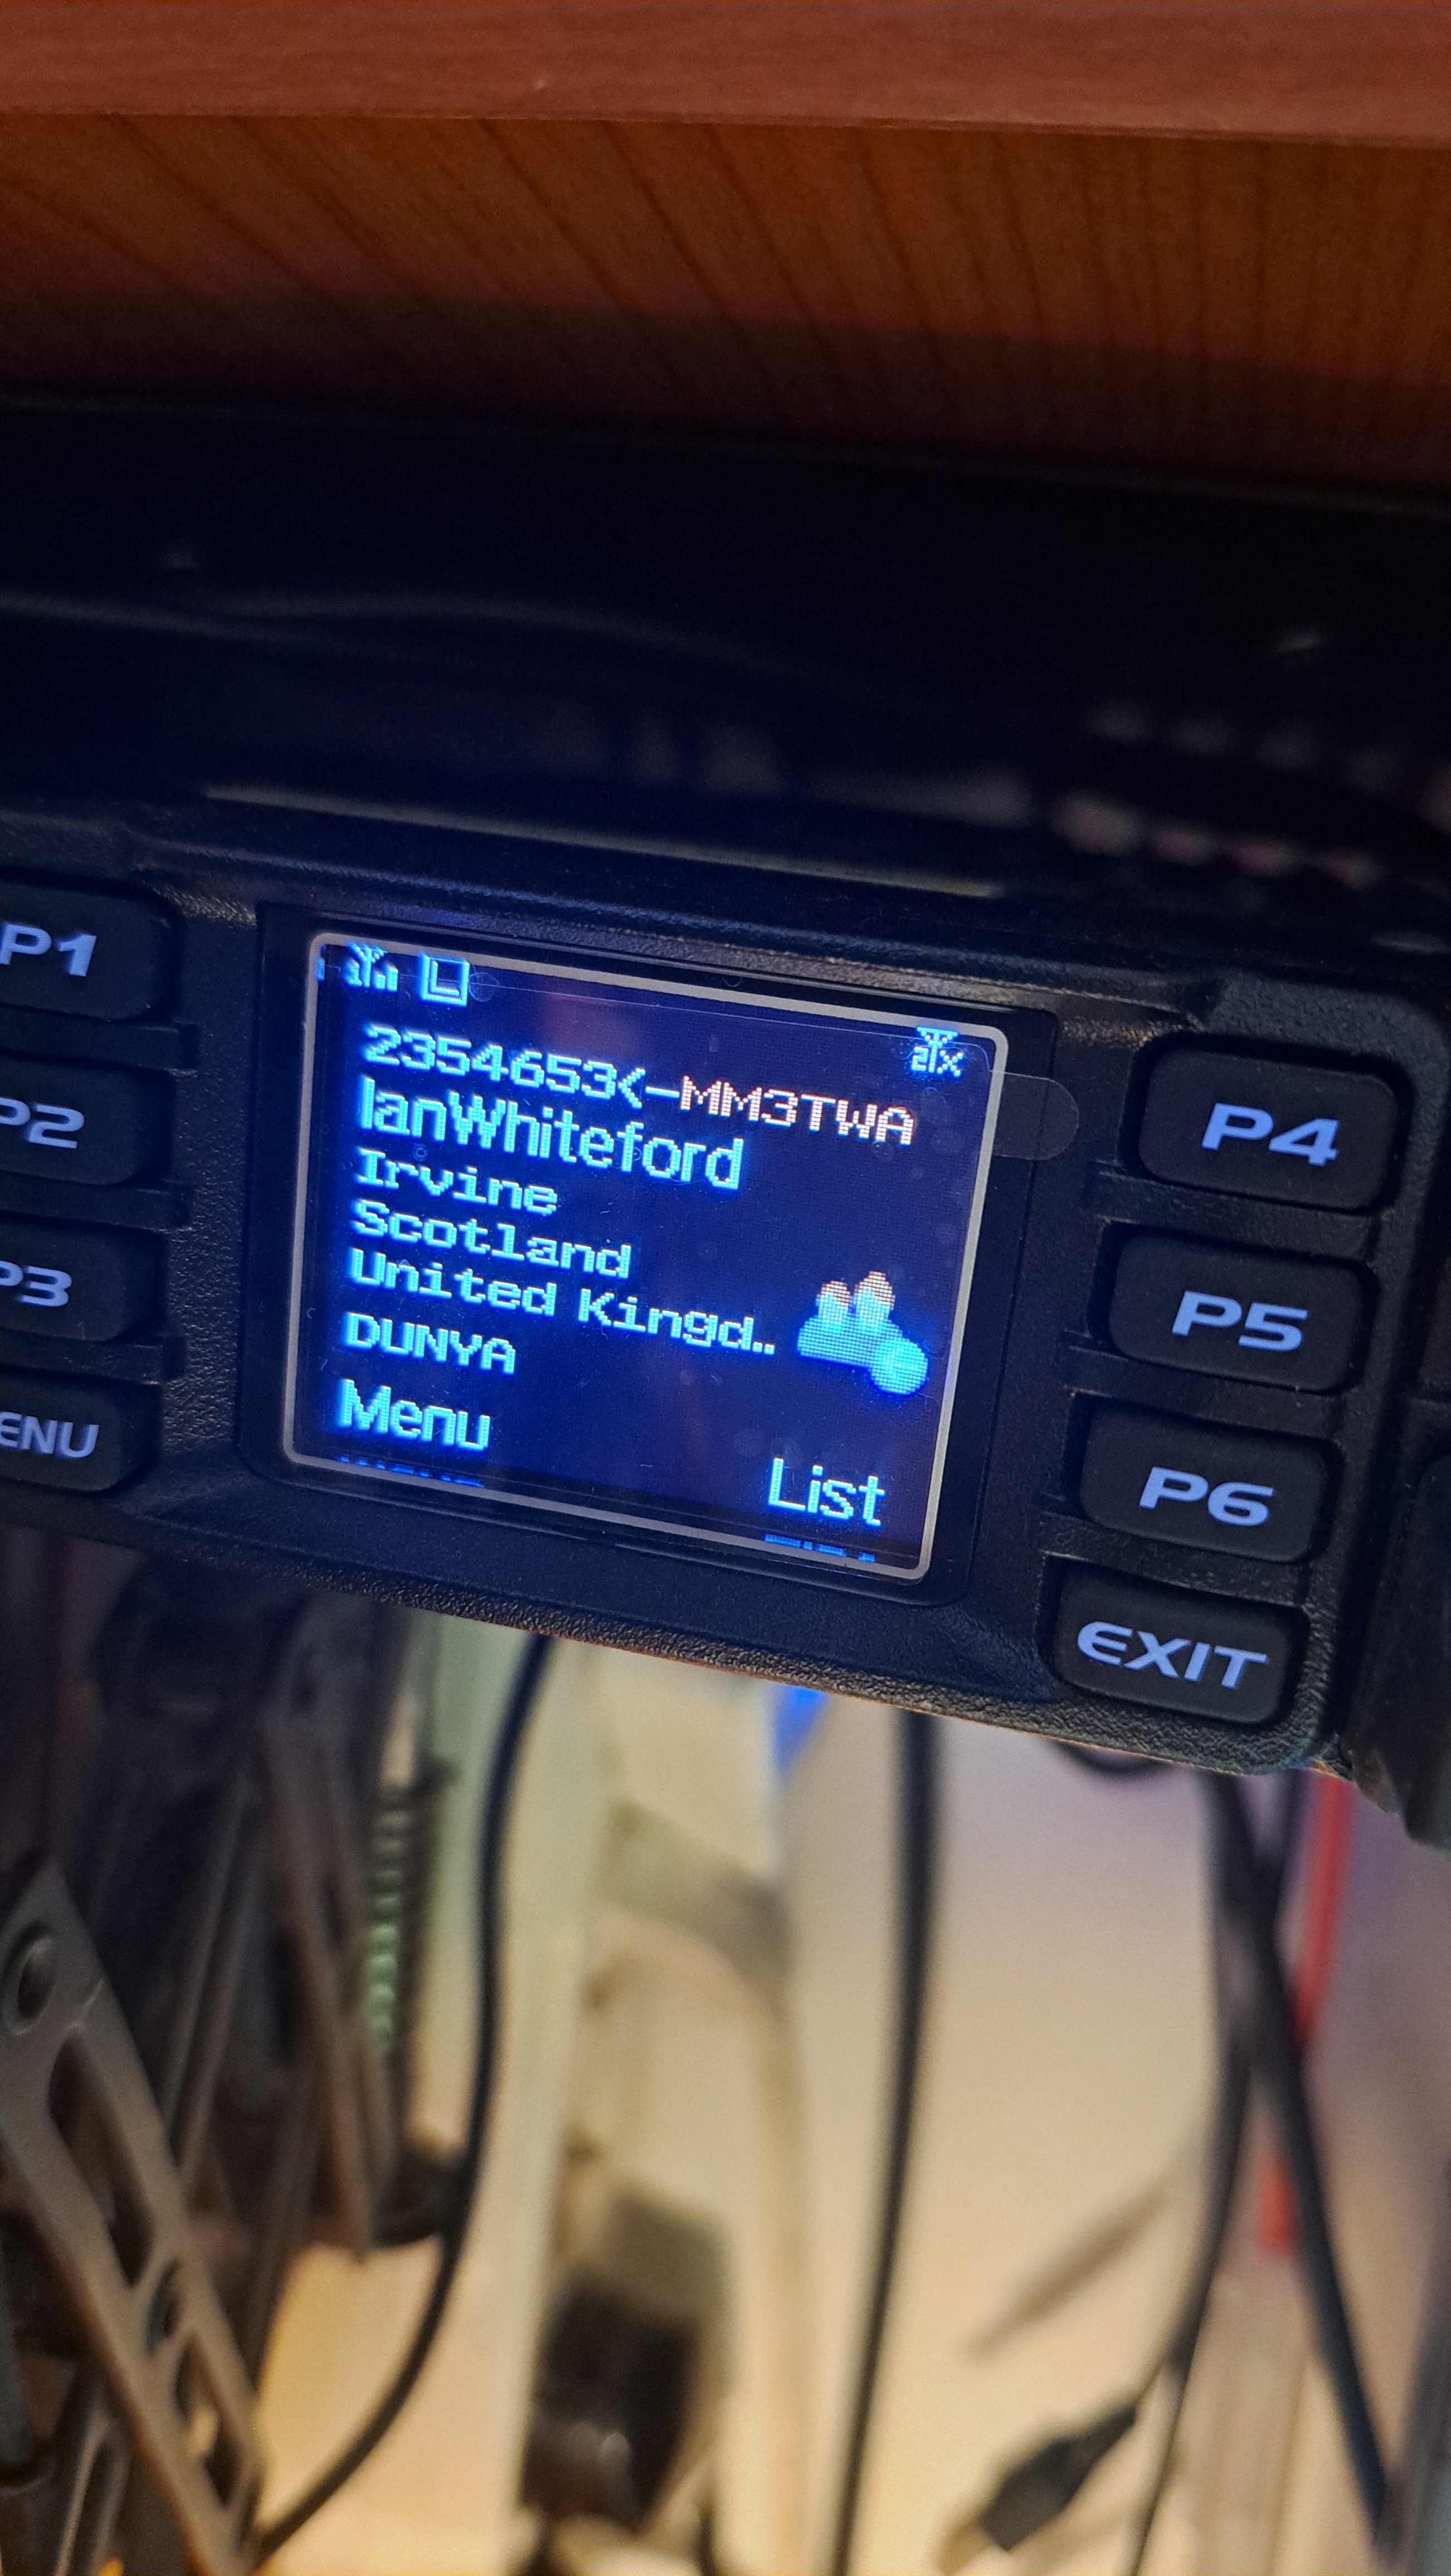 P1
P2
P3
ENU
L
2354653<-MM3TWA
IanWhiteford
Irvine
Scotland
United Kingd..
DUNYA
Menu
List
P4
P5
P6
EXIT